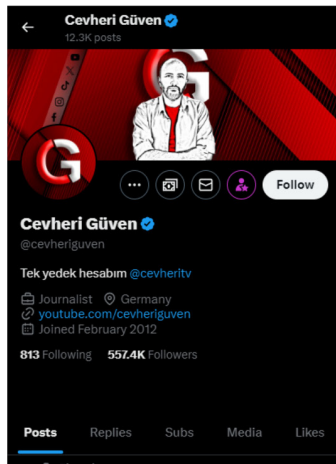 Cevheri Güven
12.3K posts
G
G
Follow
Cevheri Güven
@cevheriguven
Tek yedek hesabım @cevheritv
Journalist Germany
youtube.com/cevheriguven
Joined February 2012
813 Following 557.4K Followers
Posts Replies Subs Media Likes